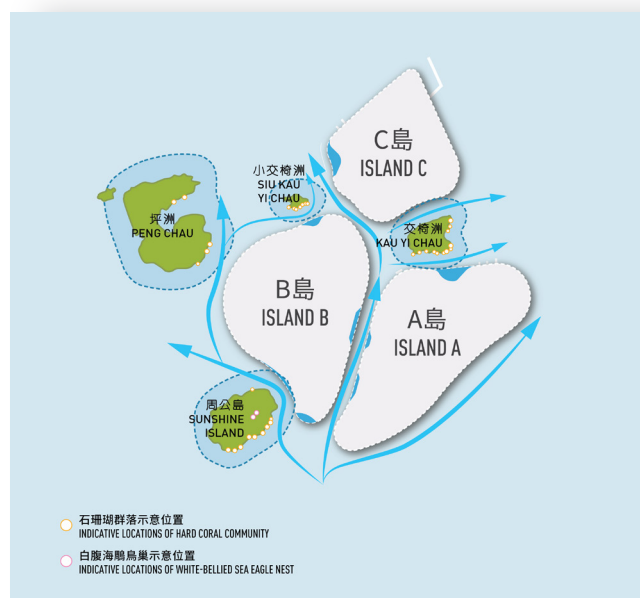 C島
ISLAND C
小交椅洲
SIU KAU
YI CHAU
坪洲
PENG CHAU
交椅洲
KAU YI CHAU
B島
ISLAND B
A島
ISLAND A
周公島
SUNSHINE
ISLAND
石珊瑚群落示意位置
INDICATIVE LOCATIONS OF HARD CORAL COMMUNITY
白腹海鵰鳥巢示意位置
INDICATIVE LOCATIONS OF WHITE-BELLIED SEA EAGLE NEST